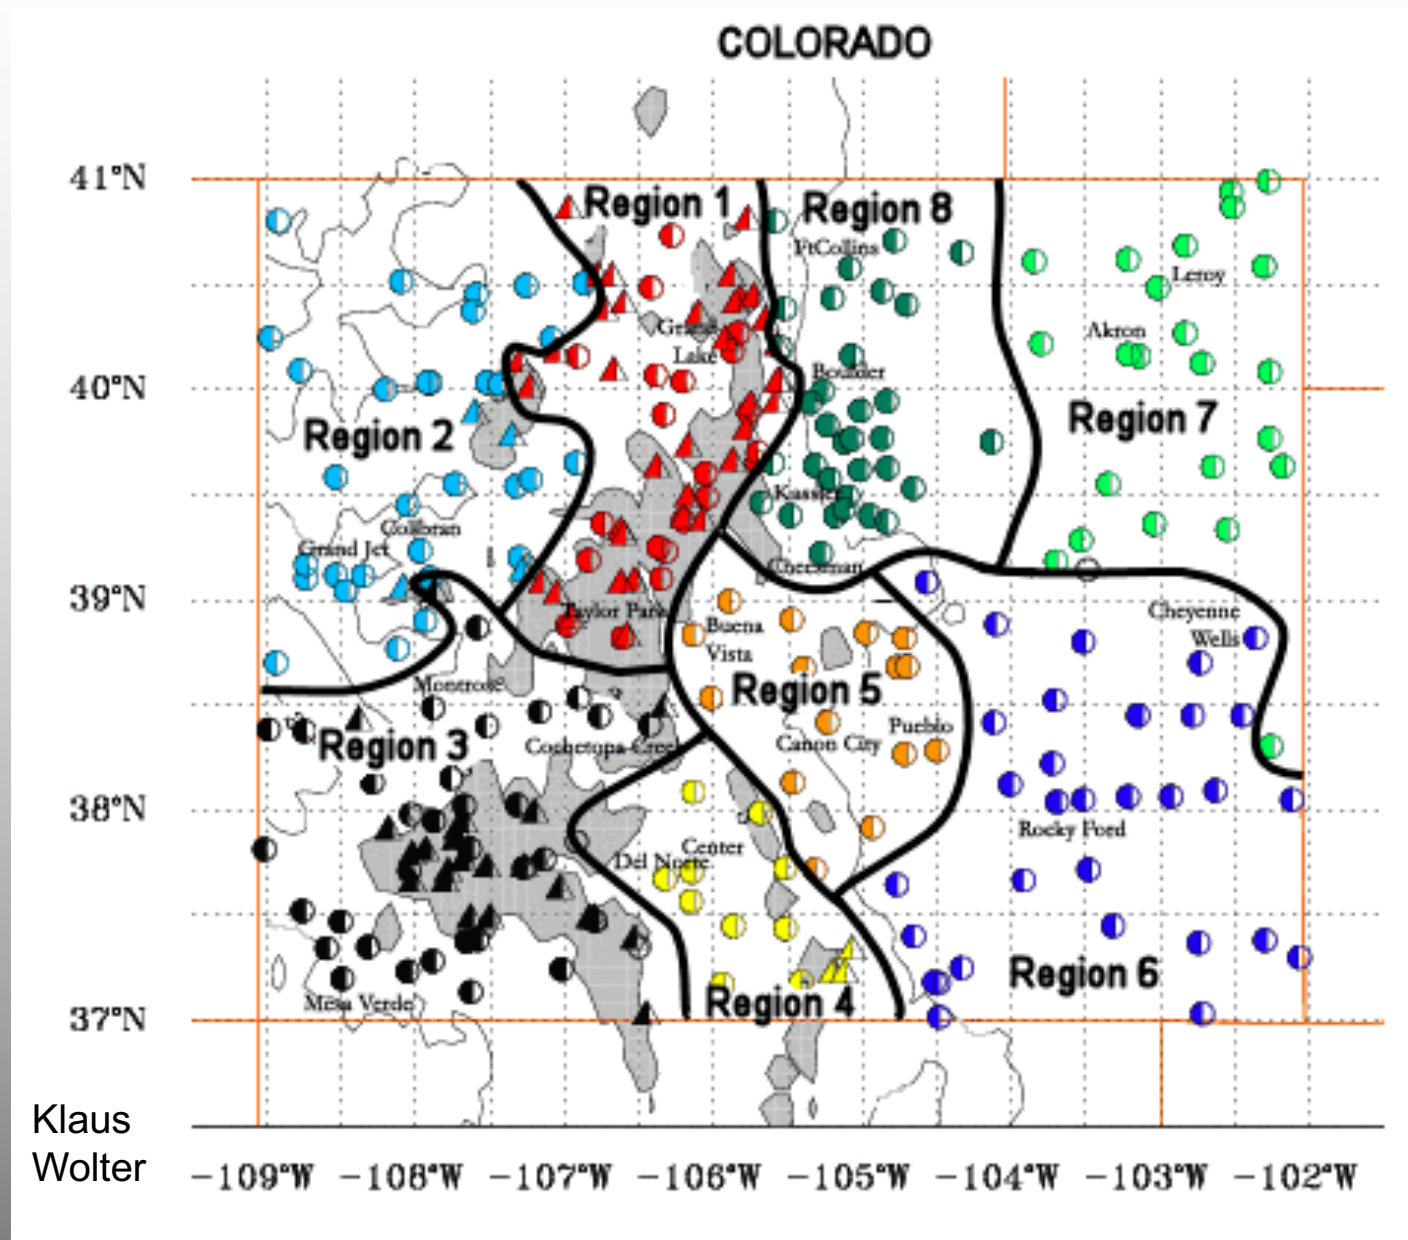 COLORADO
41°N
Region 1
Region 8
FtCollins
Leroy
Grand
Lake
Akron
40°N
Boulder
Region 2
Region 7
Kassler
Collbran
Grand Jct
Cheesman
39°N
Taylor Park
Buena
Vista
Cheyenne
Wells
Montrose
Region 5
Region 3
Cochetopa Creek
Canon City
Pueblo
38°N
Rocky Ford
Center
Del Norte
Region 6
Mesa Verde
Region 4
37°N
Klaus
Wolter
-109°W -108°W -107°W -106°W -105°W -104°W -103°W -102°W